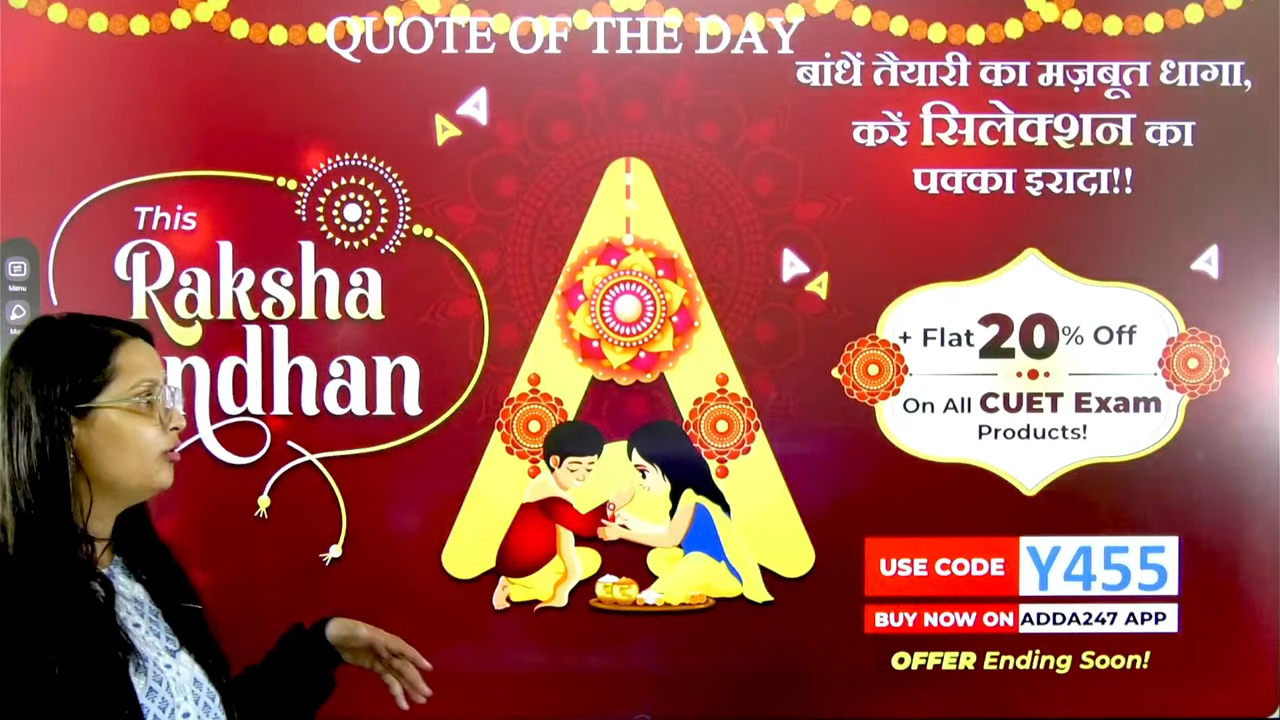 QUOTE OF THE DAY
बांधें तैयारी का मज़बूत धागा,
करें सिलेक्शन का
पक्का इरादा!!
This
Raksha
ndhan
+ Flat 20% Off
On All CUET Exam
Products!
USE CODE Y455
BUY NOW ON ADDA247 APP
OFFER Ending Soon!
Menu